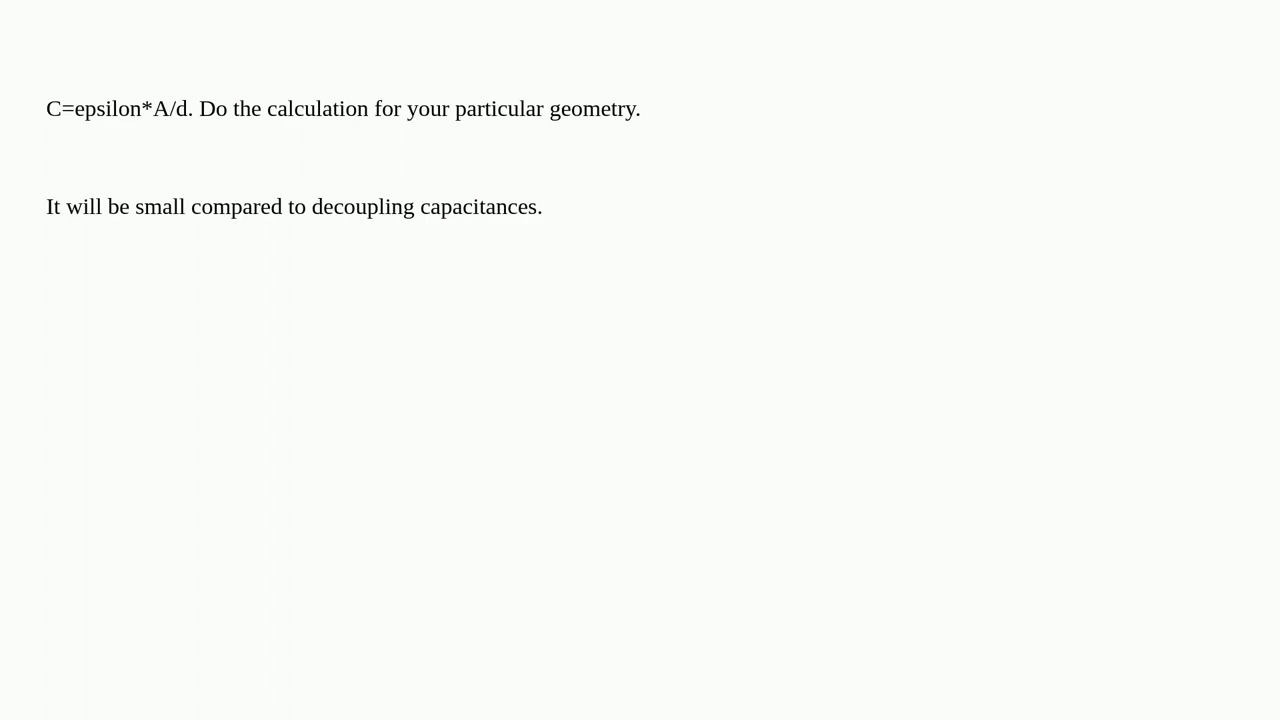 C=epsilon*A/d. Do the calculation for your particular geometry.
It will be small compared to decoupling capacitances.